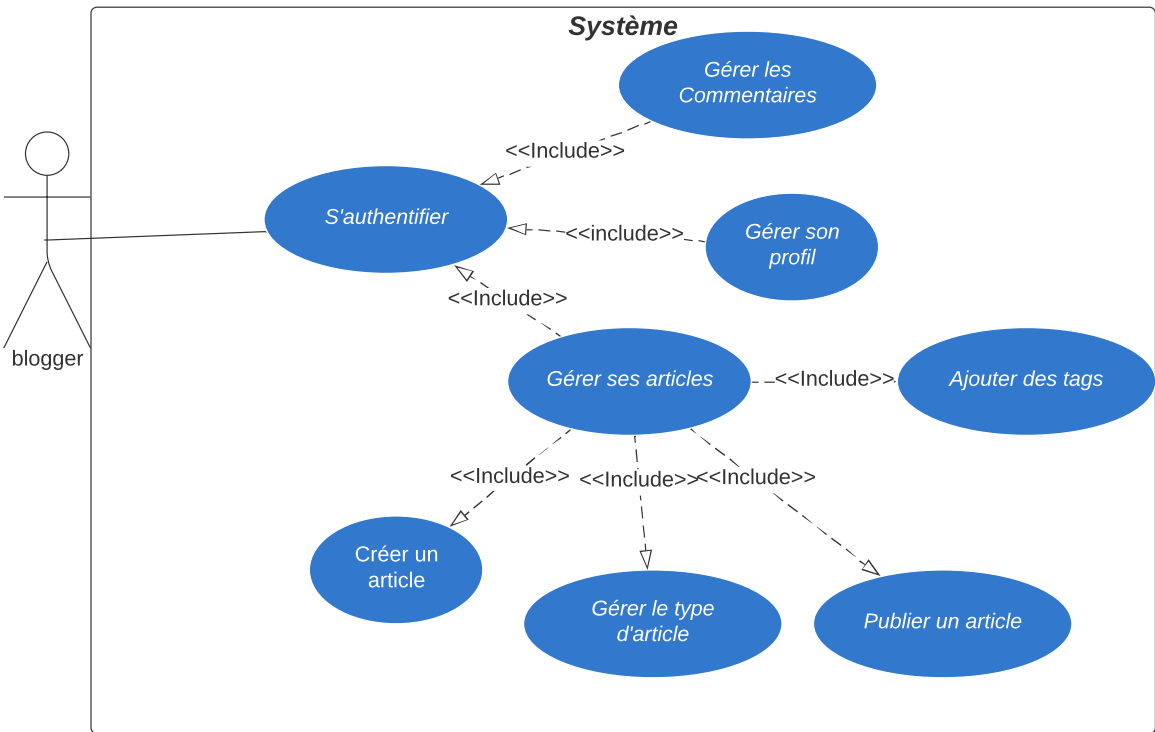 Système
Gérer les
Commentaires
<<Include>>
S'authentifier
<<include>>
Gérer son
profil
<<Include>>
blogger
Gérer ses articles
<<Include>>
Ajouter des tags
<<Include>>
<<Include>>
<<Include>>
Créer un
article
Gérer le type
d'article
Publier un article